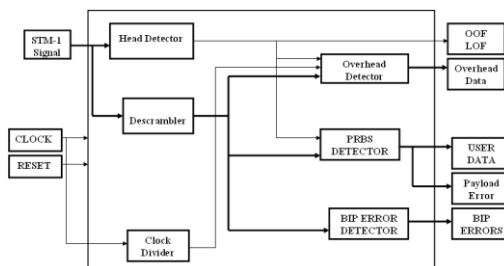 STM-1
Signal
Head Detector
OOF
LOF
Overhead
Detector
Overhead
Data
Descrambler
CLOCK
RESET
PRBS
DETECTOR
USER
DATA
Payload
Error
BIP ERROR
DETECTOR
BIP
ERRORS
Clock
Divider